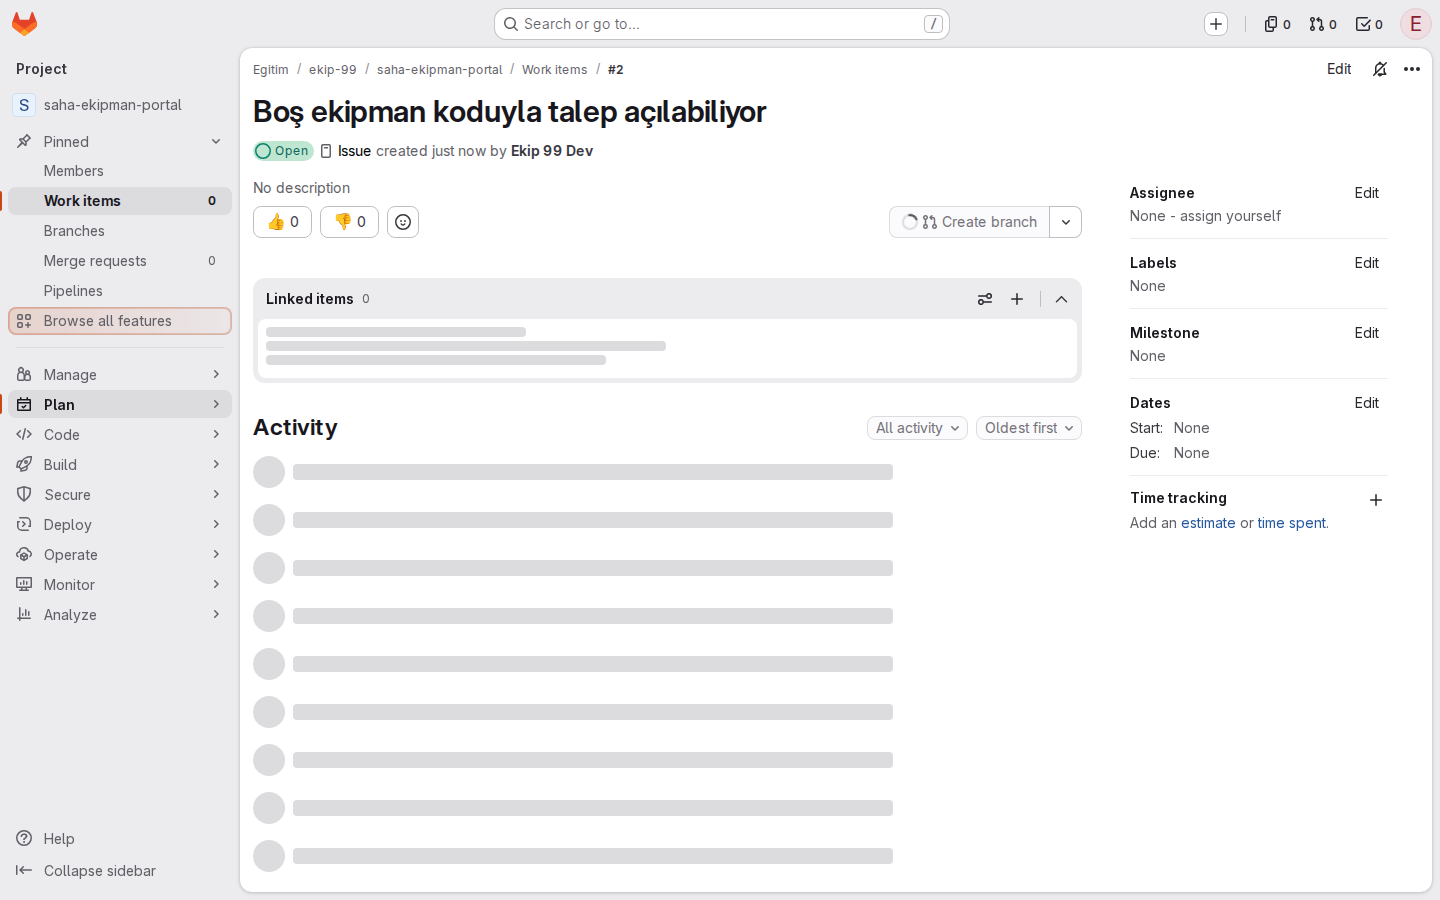 Search or go to...
/
0
0
0
E
Project
S
saha-ekipman-portal
Pinned
Members
Work items 0
Branches
Merge requests 0
Pipelines
Browse all features
Manage
Plan
Code
Build
Secure
Deploy
Operate
Monitor
Analyze
Help
Collapse sidebar
Egitim / ekip-99 / saha-ekipman-portal / Work items / #2
Edit
Boş ekipman koduyla talep açılabiliyor
Open Issue created just now by Ekip 99 Dev
No description
👍 0 👎 0
Create branch
Linked items 0
Activity
All activity
Oldest first
Assignee Edit
None - assign yourself
Labels Edit
None
Milestone Edit
None
Dates Edit
Start: None
Due: None
Time tracking
Add an estimate or time spent.